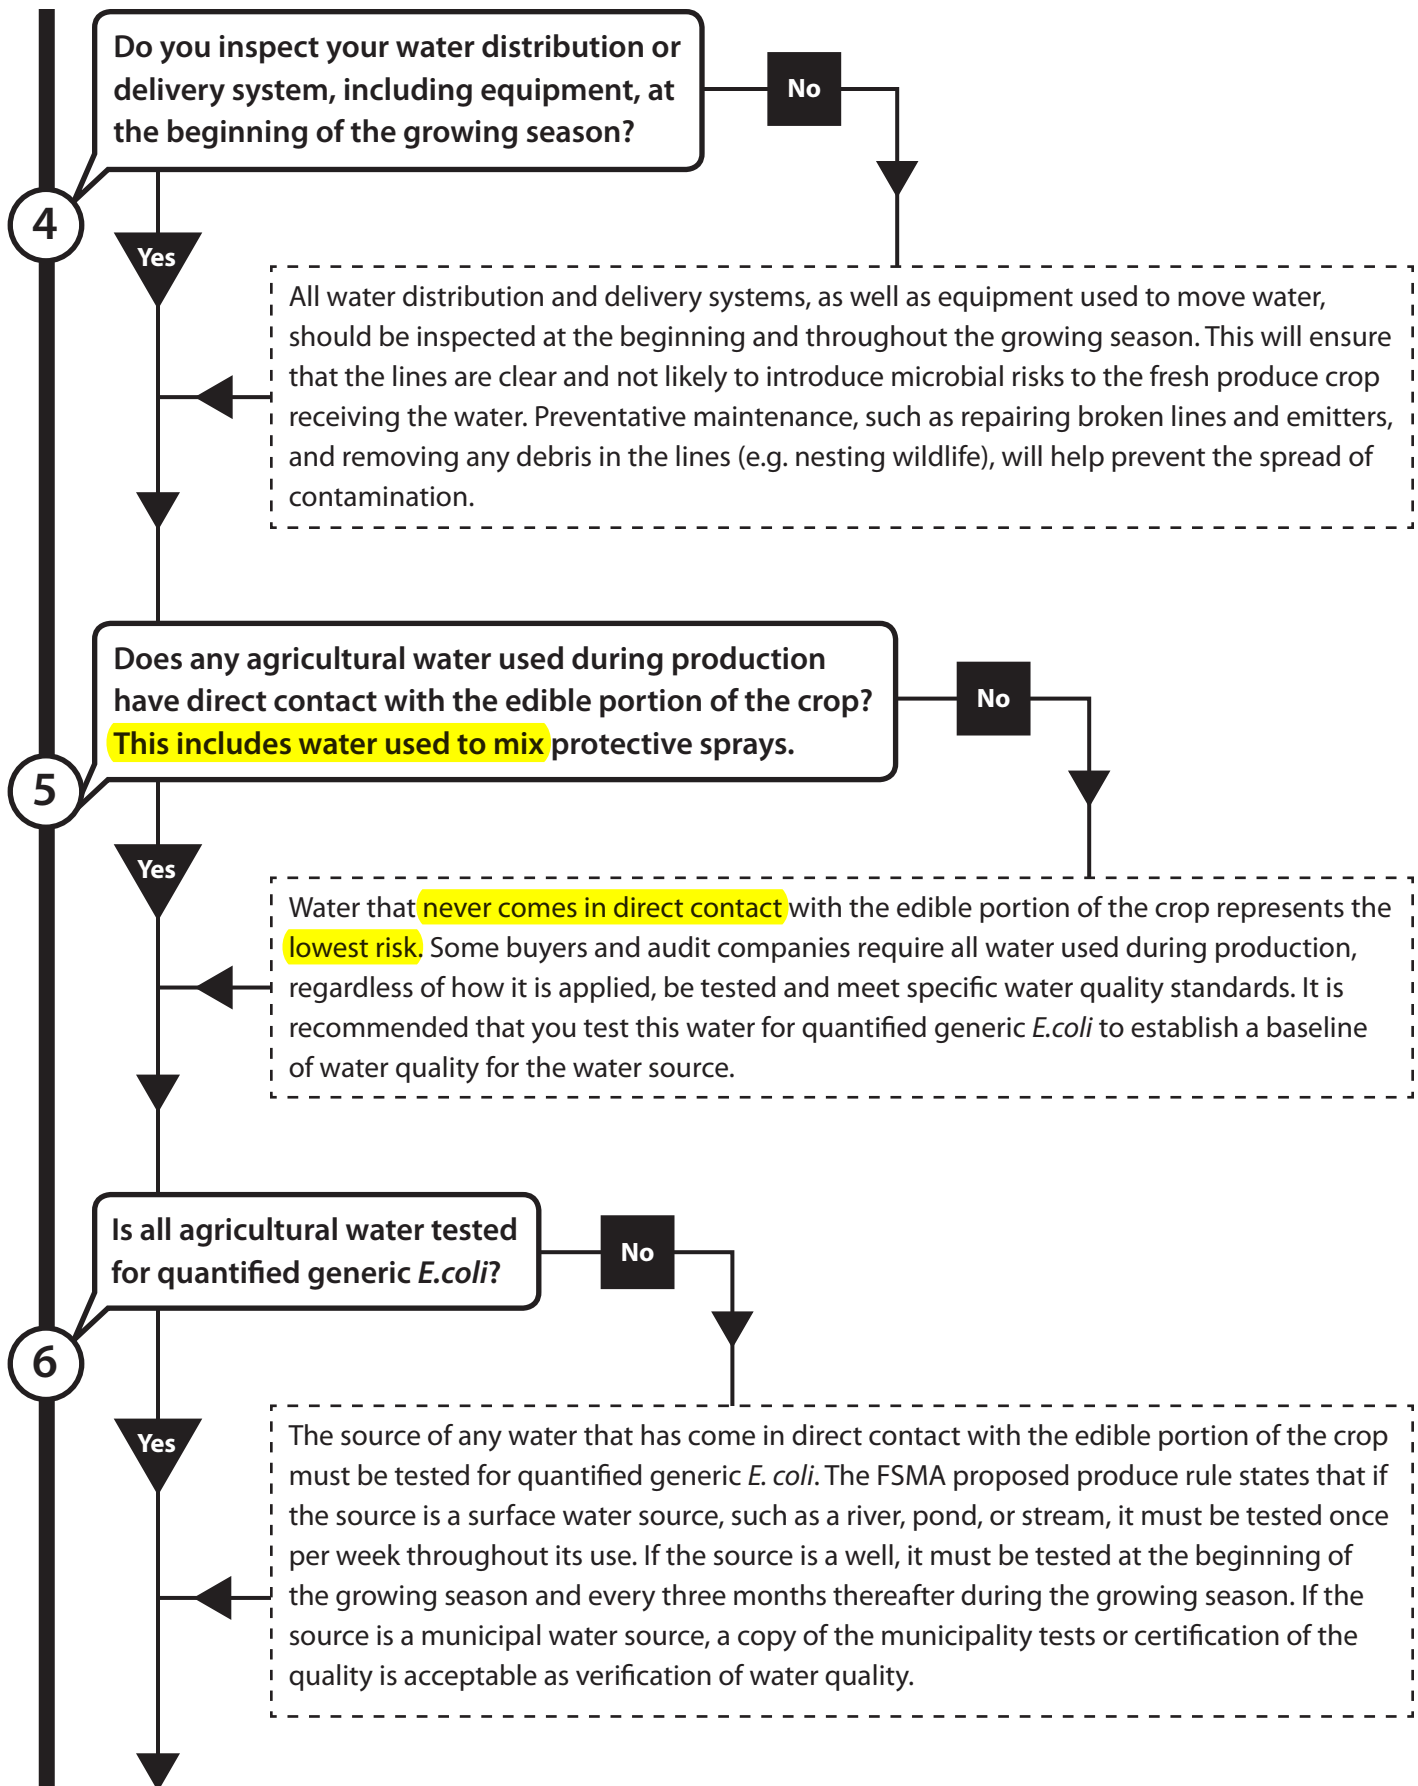 Do you inspect your water distribution or
delivery system, including equipment, at
the beginning of the growing season?
No
4
Yes
All water distribution and delivery systems, as well as equipment used to move water,
should be inspected at the beginning and throughout the growing season. This will ensure
that the lines are clear and not likely to introduce microbial risks to the fresh produce crop
receiving the water. Preventative maintenance, such as repairing broken lines and emitters,
and removing any debris in the lines (e.g. nesting wildlife), will help prevent the spread of
contamination.
Does any agricultural water used during production
have direct contact with the edible portion of the crop?
This includes water used to mix protective sprays.
No
5
Yes
Water that never comes in direct contact with the edible portion of the crop represents the
lowest risk. Some buyers and audit companies require all water used during production,
regardless of how it is applied, be tested and meet specific water quality standards. It is
recommended that you test this water for quantified generic E.coli to establish a baseline
of water quality for the water source.
Is all agricultural water tested
for quantified generic E.coli?
No
6
Yes
The source of any water that has come in direct contact with the edible portion of the crop
must be tested for quantified generic E. coli. The FSMA proposed produce rule states that if
the source is a surface water source, such as a river, pond, or stream, it must be tested once
per week throughout its use. If the source is a well, it must be tested at the beginning of
the growing season and every three months thereafter during the growing season. If the
source is a municipal water source, a copy of the municipality tests or certification of the
quality is acceptable as verification of water quality.